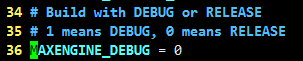 34 # Build with DEBUG or RELEASE
35 # 1 means DEBUG, 0 means RELEASE
36 MAXENGINE_DEBUG = 0